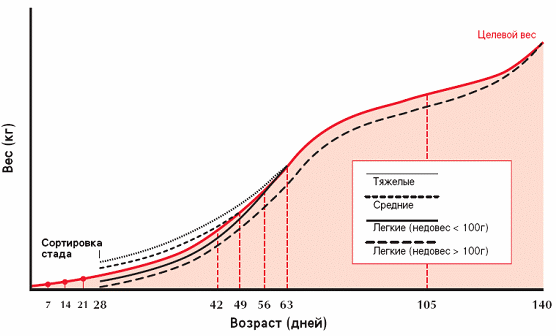 Целевой вес
Вес (кг)
Тяжелые
Средние
Легкие (недовес < 100г)
Легкие (недовес > 100г)
Сортировка
стада
7 14 21 28 42 49 56 63 105 140
Возраст (дней)